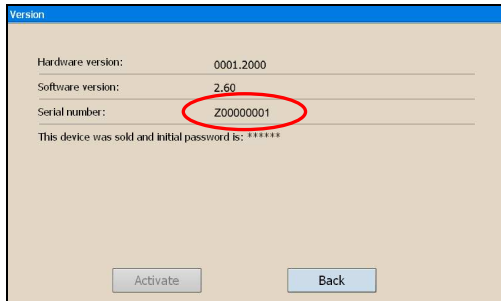 Version
Hardware version: 0001.2000
Software version: 2.60
Serial number: Z00000001
This device was sold and initial password is: ******
Activate Back